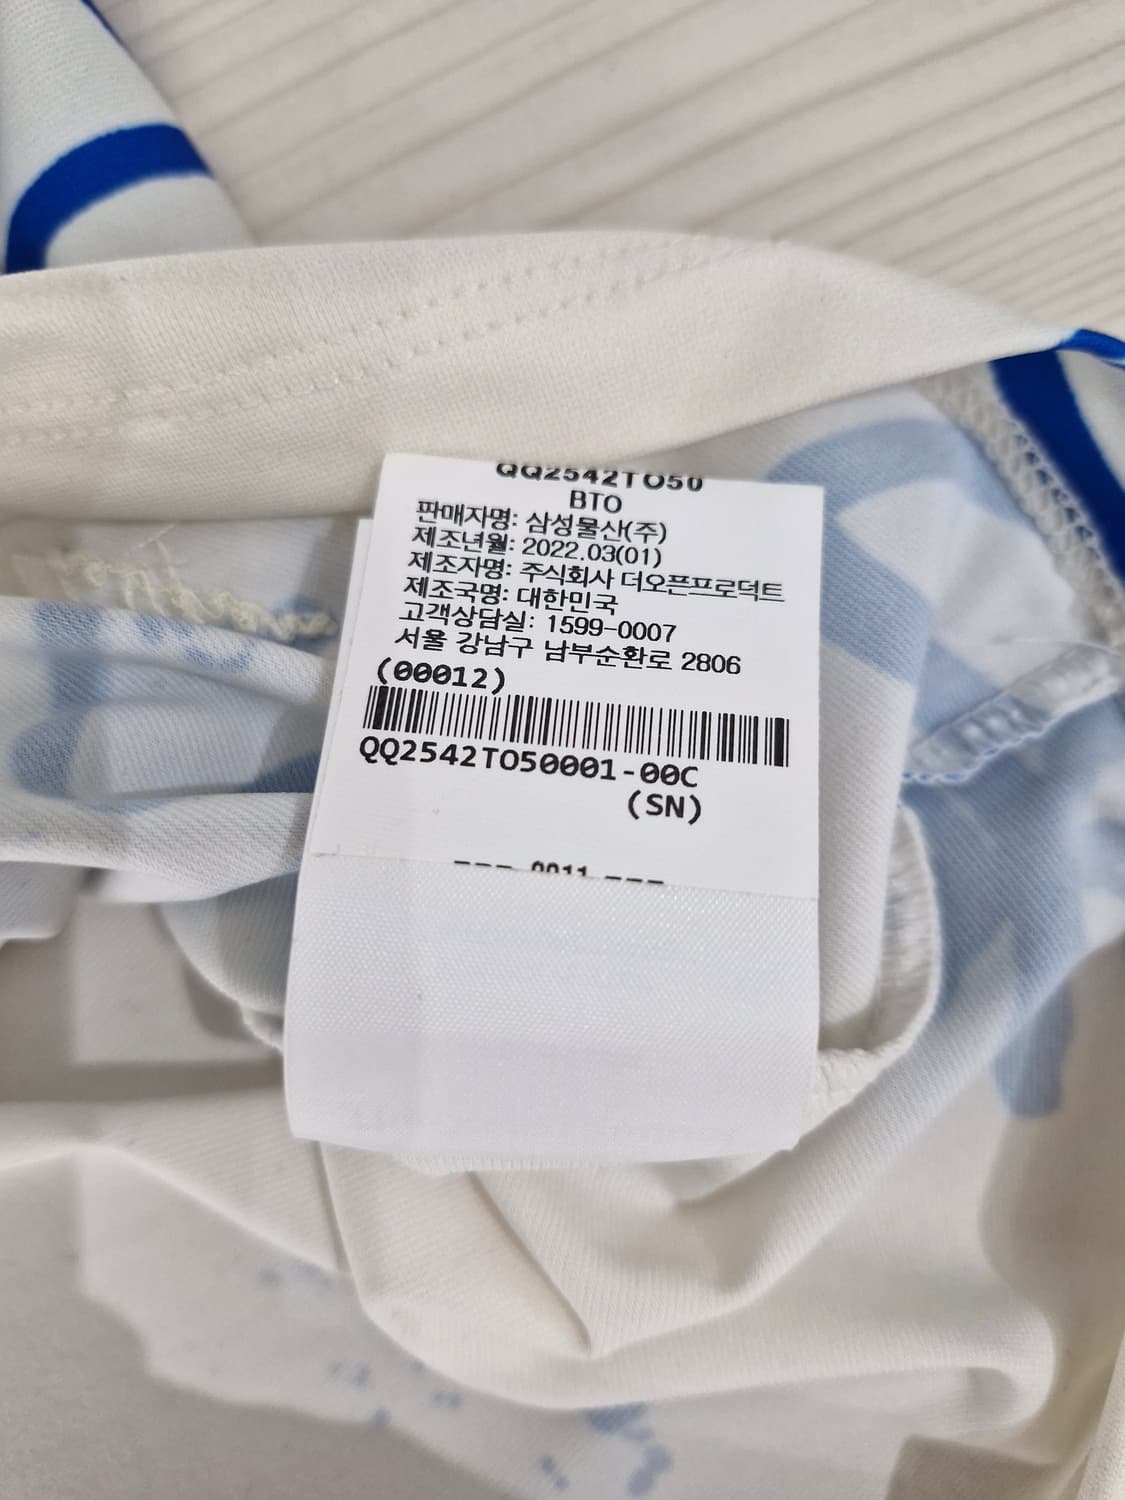 QQ2542TO50
BTO
판매자명: 삼성물산(주)
제조년월: 2022.03(01)
제조자명: 주식회사 더오픈프로덕트
제조국명: 대한민국
고객상담실: 1599-0007
서울 강남구 남부순환로 2806
(00012)
QQ2542TO50001-00C
(SN)
--- 0011 ---